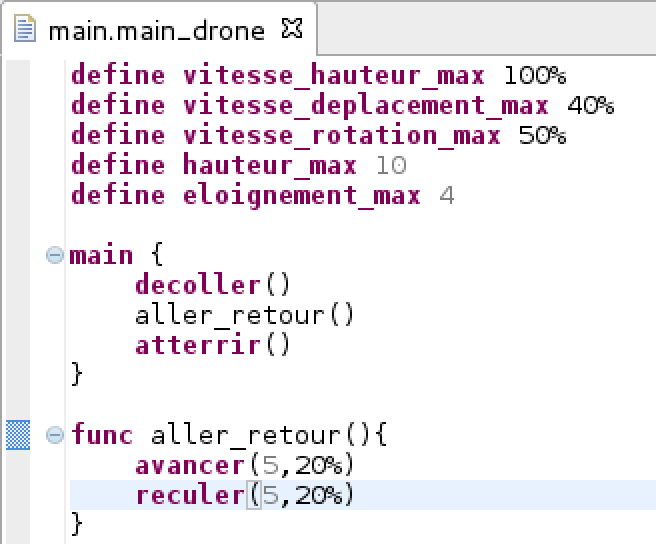 main.main_drone
define vitesse_hauteur_max 100%
define vitesse_deplacement_max 40%
define vitesse_rotation_max 50%
define hauteur_max 10
define eloignement_max 4
main {
decoller()
aller_retour()
atterrir()
}
func aller_retour(){
avancer(5,20%)
reculer(5,20%)
}